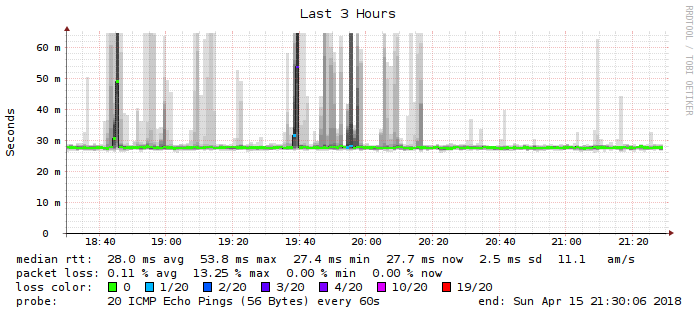 Last 3 Hours
RRDTOOL / TOBI OETIKER
Seconds
60 m
50 m
40 m
30 m
20 m
10 m
0
18:40 19:00 19:20 19:40 20:00 20:20 20:40 21:00 21:20
median rtt: 28.0 ms avg 53.8 ms max 27.4 ms min 27.7 ms now 2.5 ms sd 11.1 am/s
packet loss: 0.11 % avg 13.25 % max 0.00 % min 0.00 % now
loss color: 0 1/20 2/20 3/20 4/20 10/20 19/20
probe: 20 ICMP Echo Pings (56 Bytes) every 60s end: Sun Apr 15 21:30:06 2018